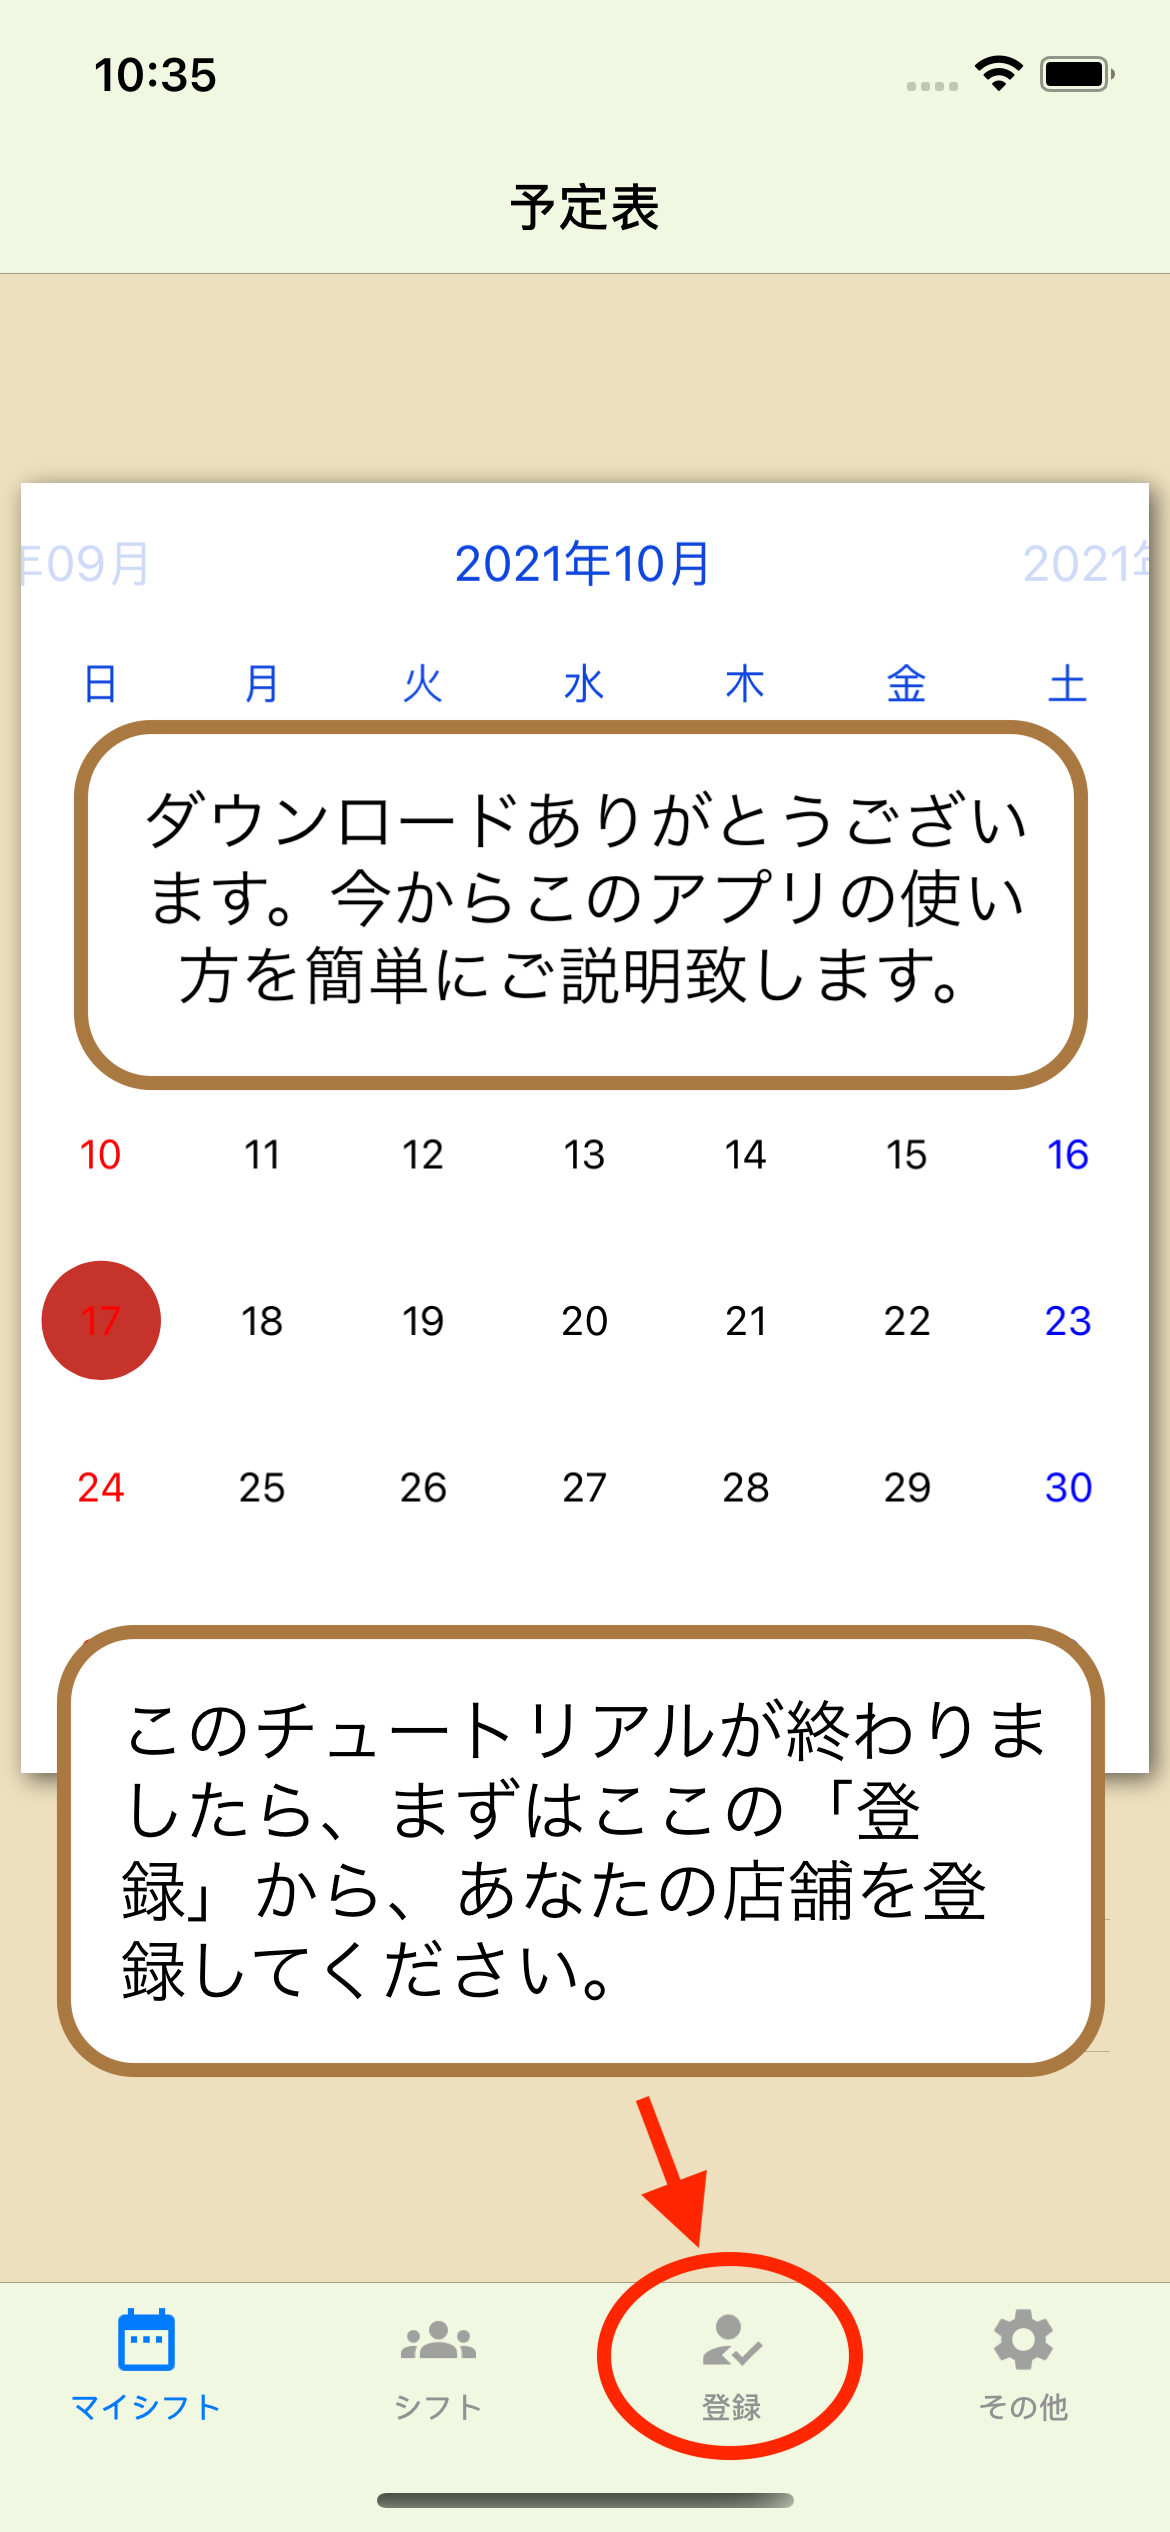 10:35
予定表
年09月 2021年10月 2021年
日 月 火 水 木 金 土
ダウンロードありがとうござい
ます。今からこのアプリの使い
方を簡単にご説明致します。
10 11 12 13 14 15 16
17 18 19 20 21 22 23
24 25 26 27 28 29 30
このチュートリアルが終わりま
したら、まずはここの「登
録」から、あなたの店舗を登
録してください。
マイシフト シフト 登録 その他